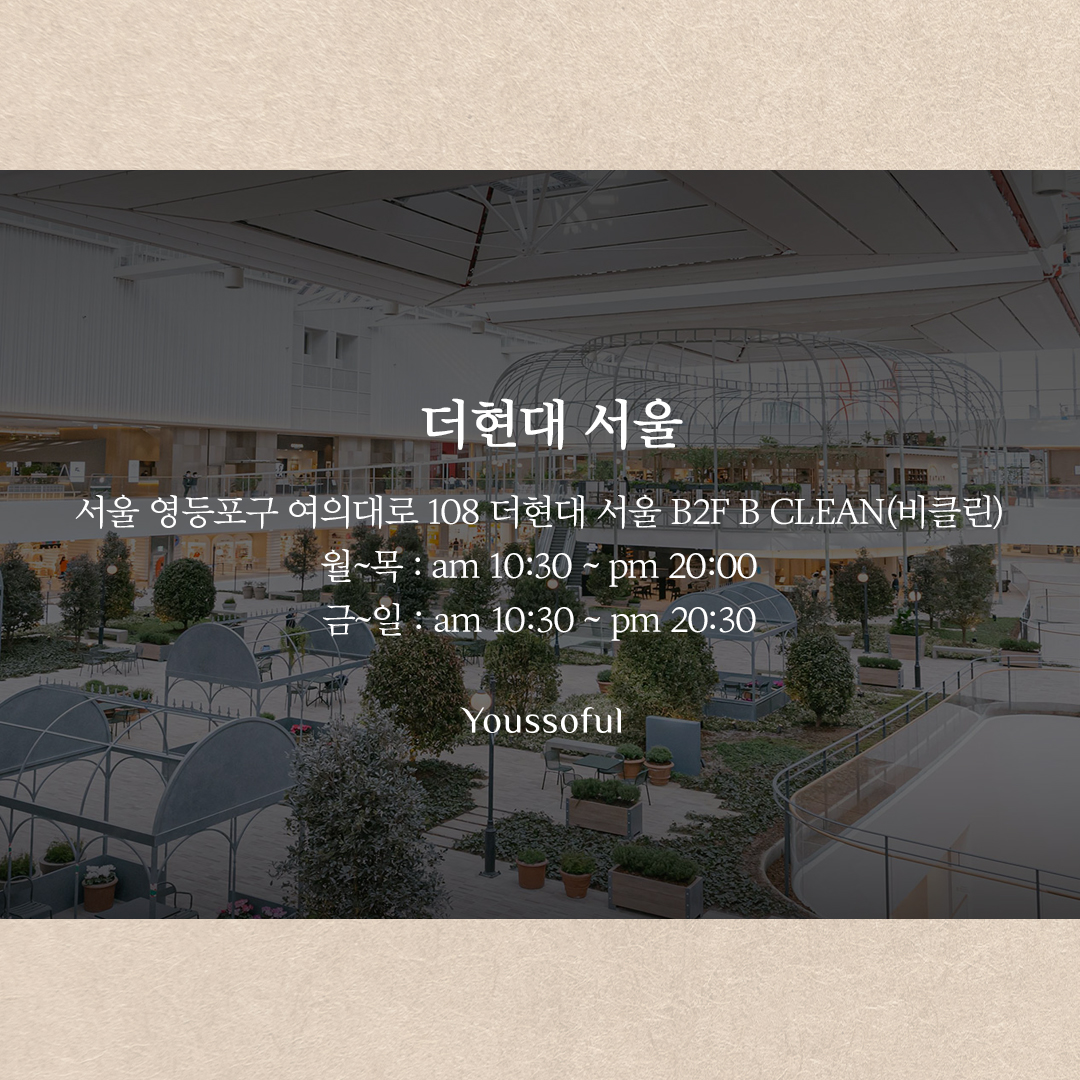 더현대 서울
서울 영등포구 여의대로 108 더현대 서울 B2F B CLEAN(비클린)
월~목 : am 10:30 ~ pm 20:00
금~일 : am 10:30 ~ pm 20:30
Youssoful